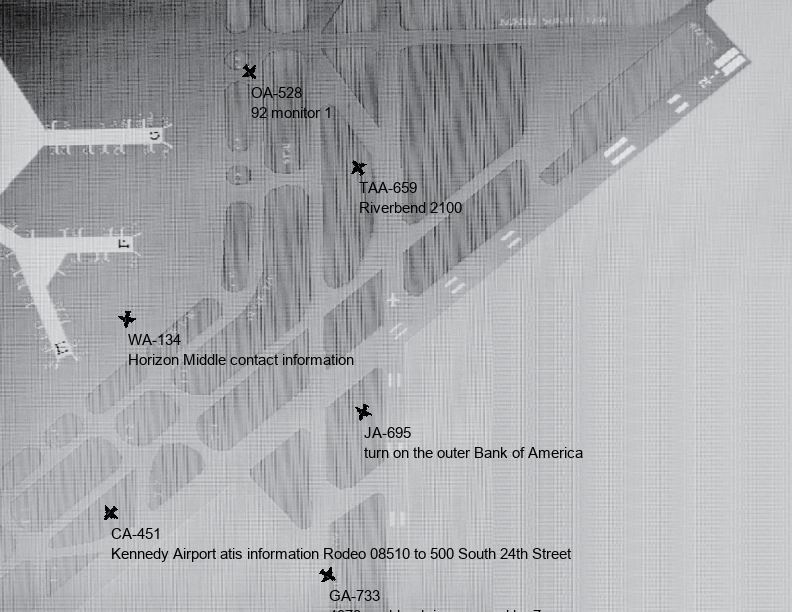 OA-528
92 monitor 1
TAA-659
Riverbend 2100
WA-134
Horizon Middle contact information
JA-695
turn on the outer Bank of America
CA-451
Kennedy Airport atis information Rodeo 08510 to 500 South 24th Street
GA-733